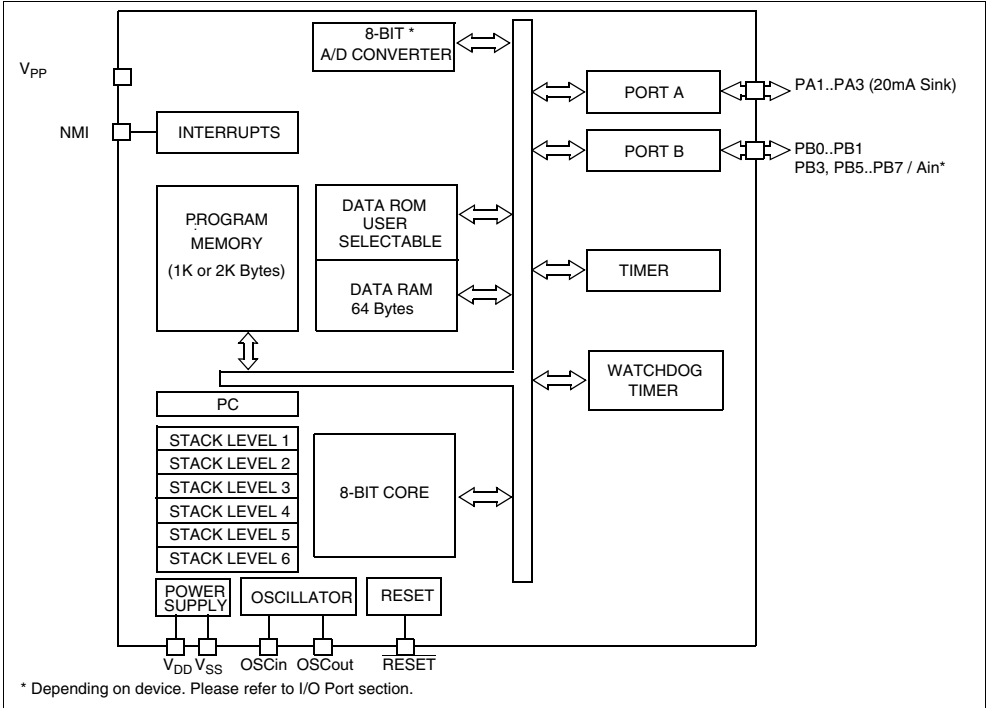 8-BIT *
A/D CONVERTER
V_PP
PORT A
PA1..PA3 (20mA Sink)
NMI
INTERRUPTS
PORT B
PB0..PB1
PB3, PB5..PB7 / Ain*
PROGRAM
MEMORY
(1K or 2K Bytes)
DATA ROM
USER
SELECTABLE
DATA RAM
64 Bytes
TIMER
WATCHDOG
TIMER
PC
STACK LEVEL 1
STACK LEVEL 2
STACK LEVEL 3
STACK LEVEL 4
STACK LEVEL 5
STACK LEVEL 6
8-BIT CORE
POWER
SUPPLY
OSCILLATOR
RESET
V_DD V_SS OSCin OSCout RESET
* Depending on device. Please refer to I/O Port section.